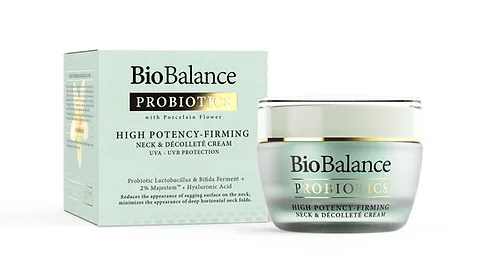 BioBalance
PROBIOTICS
with Porcelain Flower
HIGH POTENCY-FIRMING
NECK & DÉCOLLETÉ CREAM
UVA - UVB PROTECTION
Probiotic Lactobacillus & Bifida Ferment +
2% Majestem™ + Hyaluronic Acid
Reduces the appearance of sagging surface on the neck,
minimizes the appearance of deep horizontal neck folds.
BioBalance
PROBIOTICS
HIGH POTENCY-FIRMING
NECK & DÉCOLLETÉ CREAM